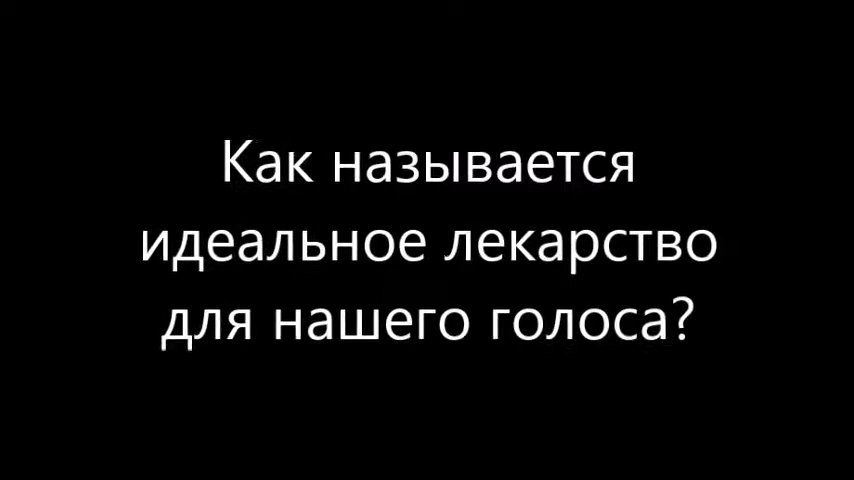 Как называется
идеальное лекарство
для нашего голоса?